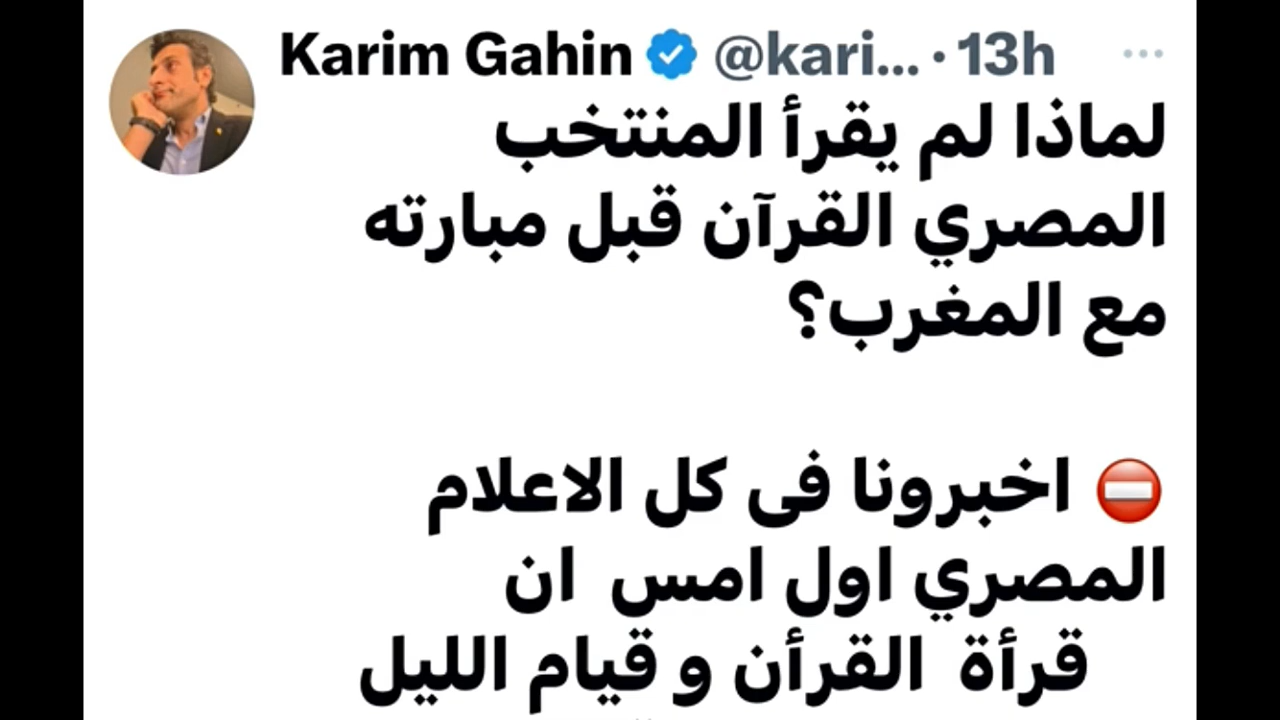 Karim Gahin @kari... · 13h
لماذا لم يقرأ المنتخب
المصري القرآن قبل مبارته
مع المغرب؟
⛔ اخبرونا فى كل الاعلام
المصري اول امس ان
قرأة القرأن و قيام الليل